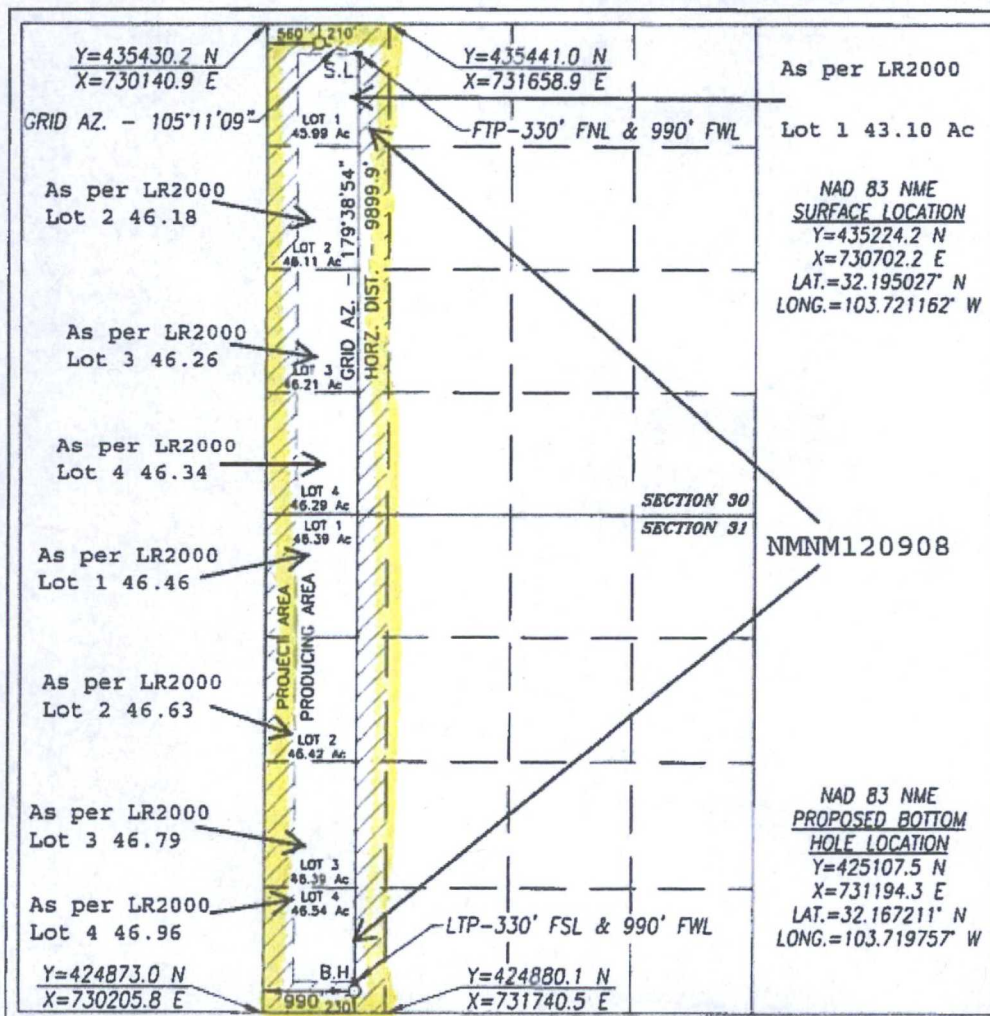 560' 210'
Y=435430.2 N
X=730140.9 E
Y=435441.0 N
X=731658.9 E
As per LR2000
Lot 1 43.10 Ac
S.L
GRID AZ. - 105°11'09"
LOT 1
45.99 Ac
FTP-330' FNL & 990' FWL
As per LR2000
Lot 2 46.18
LOT 2
46.11 Ac
GRID AZ. - 179°38'54"
HORZ. DIST. - 9899.9'
NAD 83 NME
SURFACE LOCATION
Y=435224.2 N
X=730702.2 E
LAT.=32.195027° N
LONG.=103.721162° W
As per LR2000
Lot 3 46.26
LOT 3
46.21 Ac
As per LR2000
Lot 4 46.34
LOT 4
46.29 Ac
SECTION 30
SECTION 31
LOT 1
46.39 Ac
NMNM120908
As per LR2000
Lot 1 46.46
PROJECT AREA
PRODUCING AREA
As per LR2000
Lot 2 46.63
LOT 2
46.42 Ac
As per LR2000
Lot 3 46.79
LOT 3
46.39 Ac
As per LR2000
Lot 4 46.96
LOT 4
46.54 Ac
NAD 83 NME
PROPOSED BOTTOM
HOLE LOCATION
Y=425107.5 N
X=731194.3 E
LAT.=32.167211° N
LONG.=103.719757° W
LTP-330' FSL & 990' FWL
B.H
Y=424873.0 N
X=730205.8 E
990
230'
Y=424880.1 N
X=731740.5 E